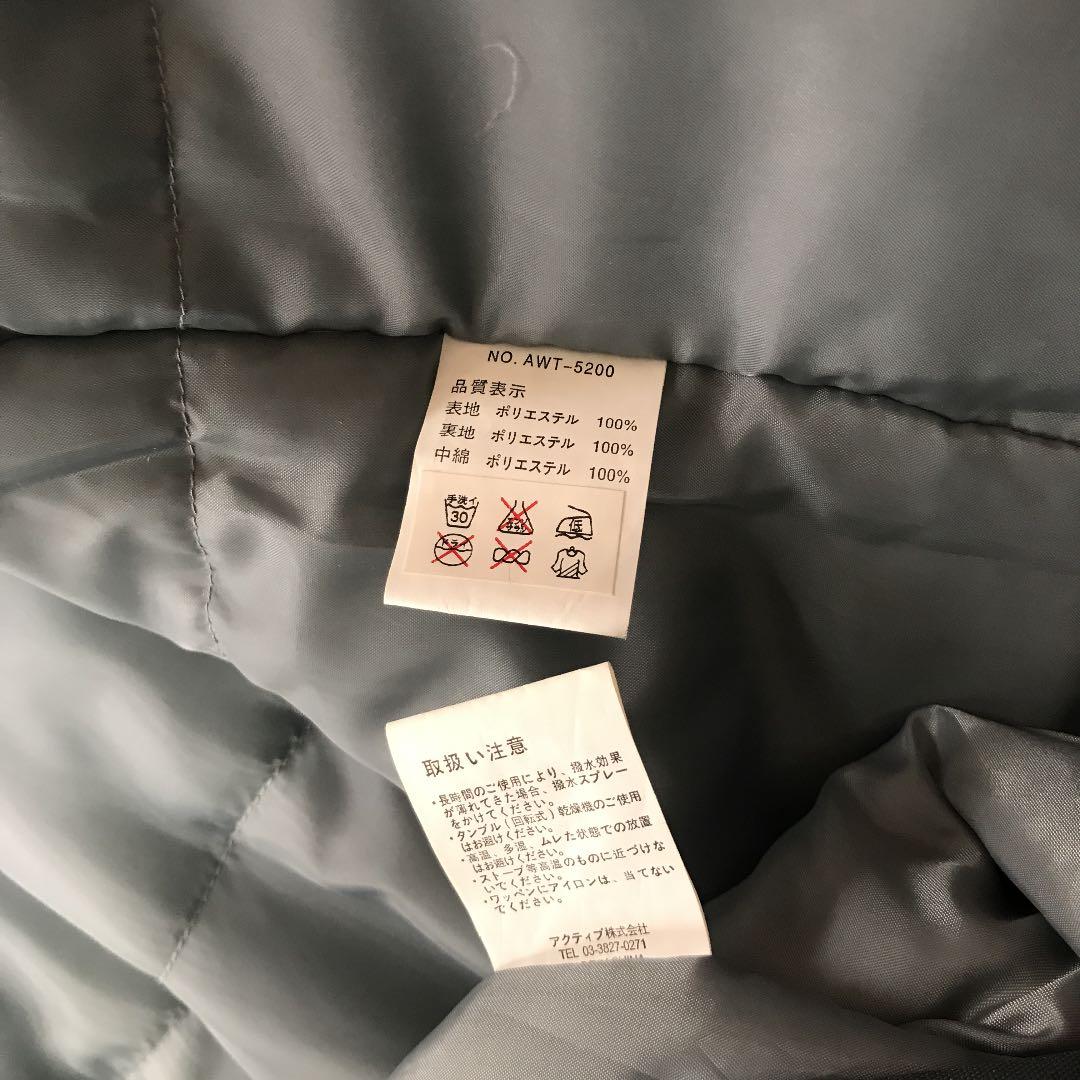 NO. AWT-5200
品質表示
表地 ポリエステル 100%
裏地 ポリエステル 100%
中綿 ポリエステル 100%
手洗イ
30
低
ドライ
取扱い注意
・長時間のご使用により、撥水効果
が薄れてきた場合、撥水スプレー
をかけてください。
・タンブル(回転式)乾燥機のご使用
はお避けください。
・高温、多湿、ムレた状態での放置
はお避けください。
・ストーブ等高温のものに近づけな
いでください。
・ワッペンにアイロンは、当てない
でください。
アクティブ株式会社
TEL 03-3827-0271